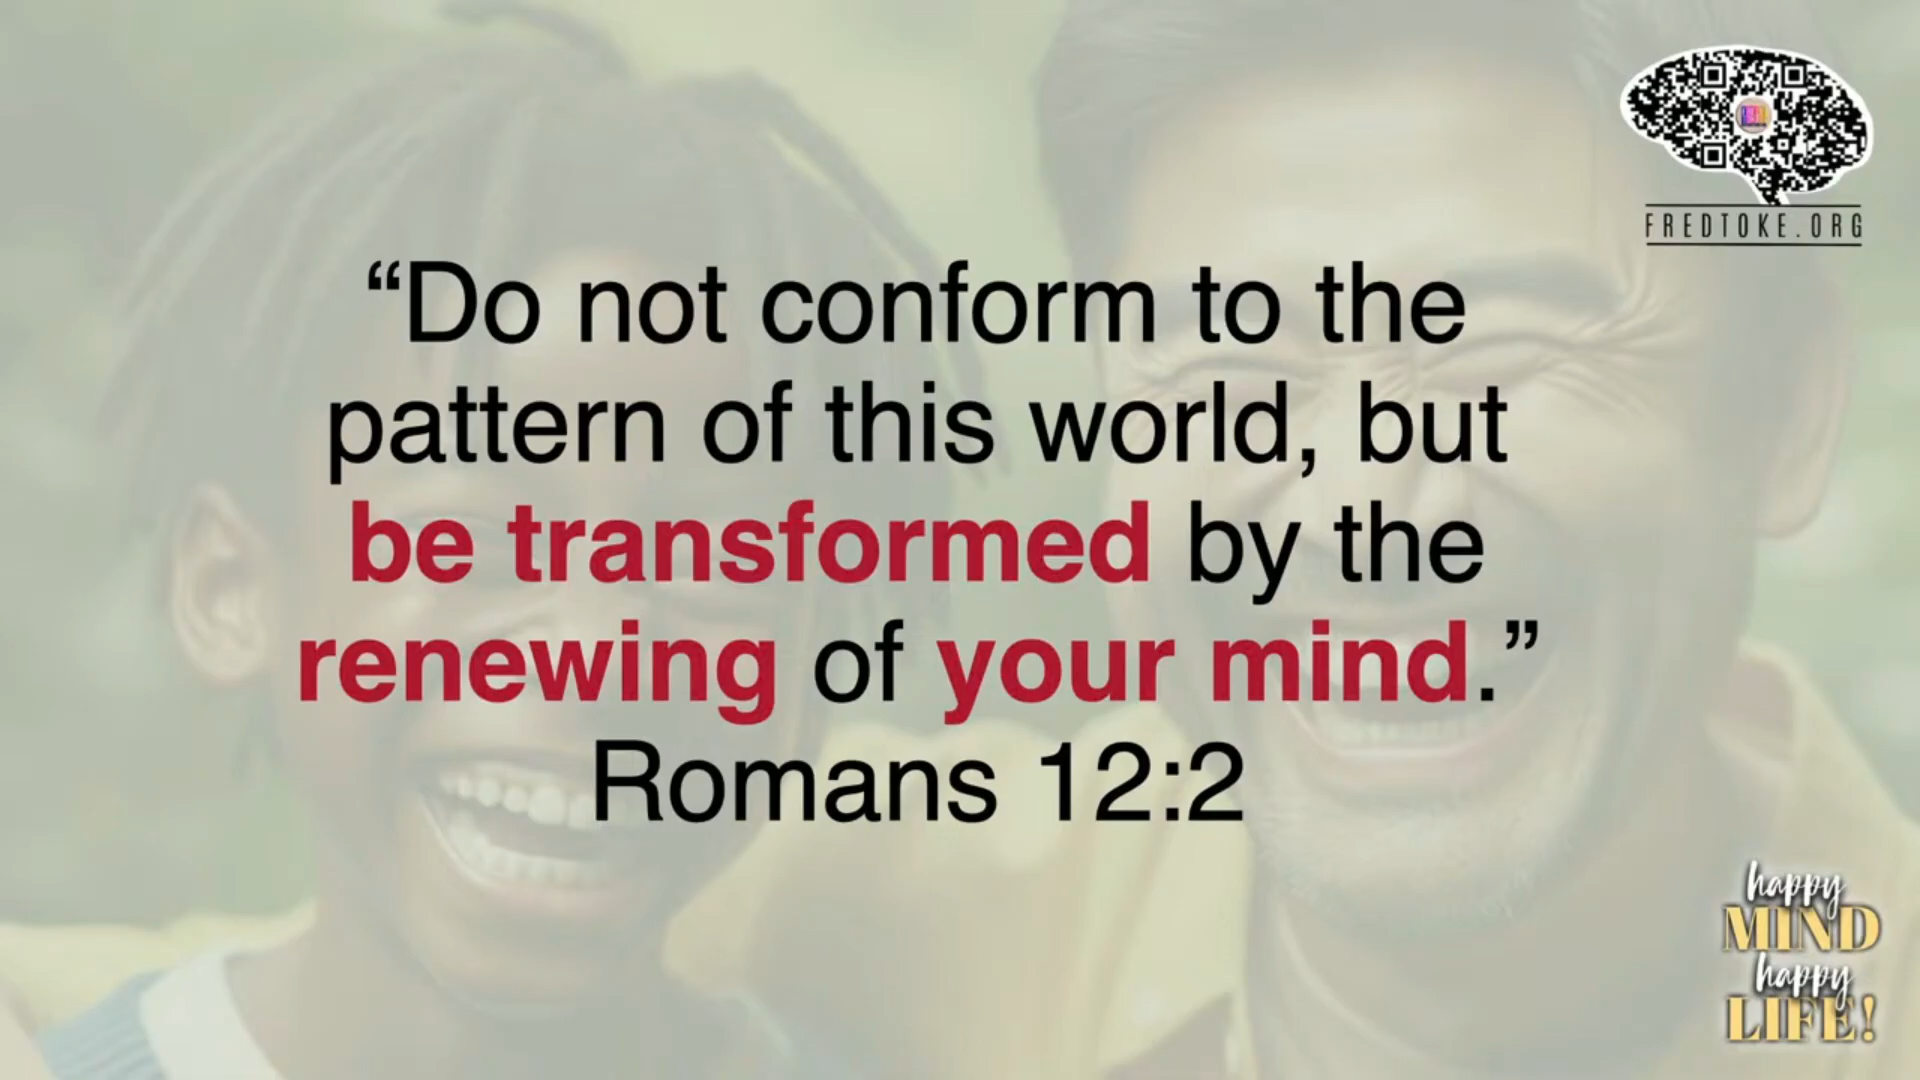 FREDTOKE.ORG
“Do not conform to the
pattern of this world, but
be transformed by the
renewing of your mind.”
Romans 12:2
happy
MIND
happy
LIFE!